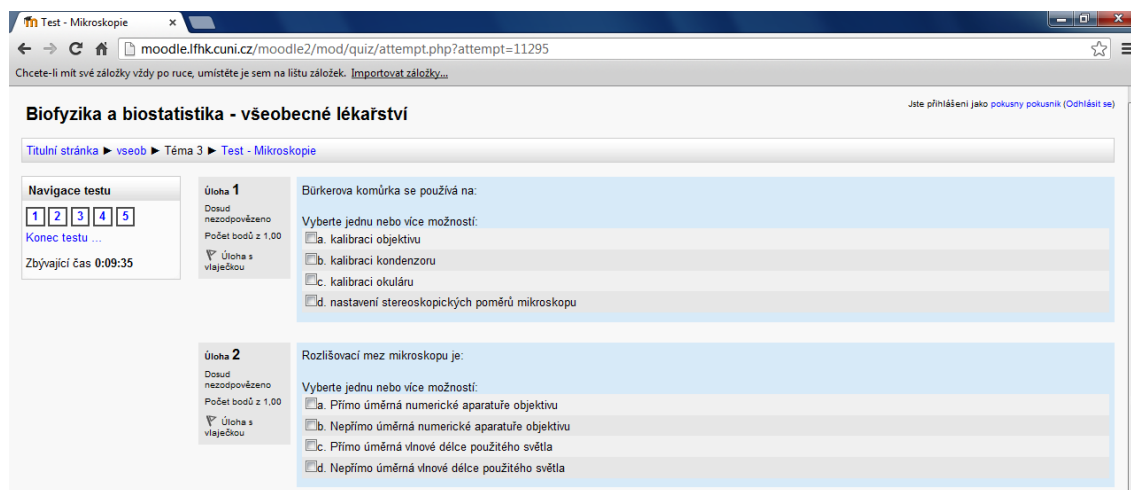 Test - Mikroskopie
moodle.lfhk.cuni.cz/moodle2/mod/quiz/attempt.php?attempt=11295
Chcete-li mít své záložky vždy po ruce, umístěte je sem na lištu záložek. Importovat záložky...
Biofyzika a biostatistika - všeobecné lékařství
Jste přihlášeni jako pokusny pokusnik (Odhlásit se)
Titulní stránka ► vseob ► Téma 3 ► Test - Mikroskopie
Navigace testu
1 2 3 4 5
Konec testu ...
Zbývající čas 0:09:35
Úloha 1
Dosud
nezodpovězeno
Počet bodů z 1,00
Úloha s
vlaječkou
Bürkerova komůrka se používá na:
Vyberte jednu nebo více možností:
a. kalibraci objektivu
b. kalibraci kondenzoru
c. kalibraci okuláru
d. nastavení stereoskopických poměrů mikroskopu
Úloha 2
Dosud
nezodpovězeno
Počet bodů z 1,00
Úloha s
vlaječkou
Rozlišovací mez mikroskopu je:
Vyberte jednu nebo více možností:
a. Přímo úměrná numerické aparatuře objektivu
b. Nepřímo úměrná numerické aparatuře objektivu
c. Přímo úměrná vlnové délce použitého světla
d. Nepřímo úměrná vlnové délce použitého světla